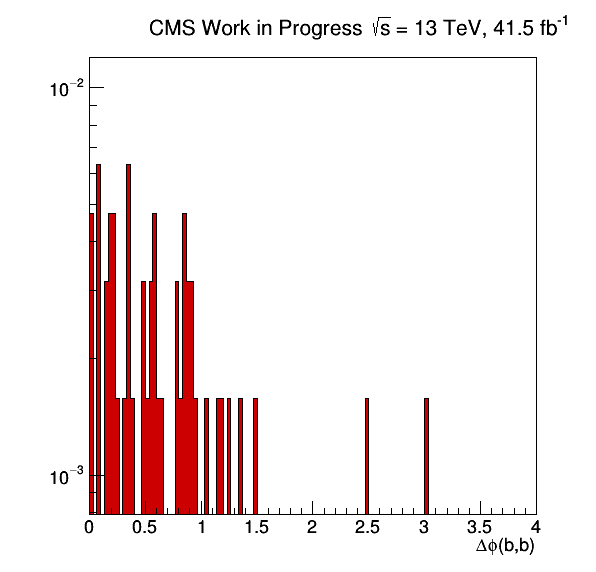 CMS Work in Progress √s = 13 TeV, 41.5 fb⁻¹
10⁻²
10⁻³
0 0.5 1 1.5 2 2.5 3 3.5 4
Δϕ(b,b)